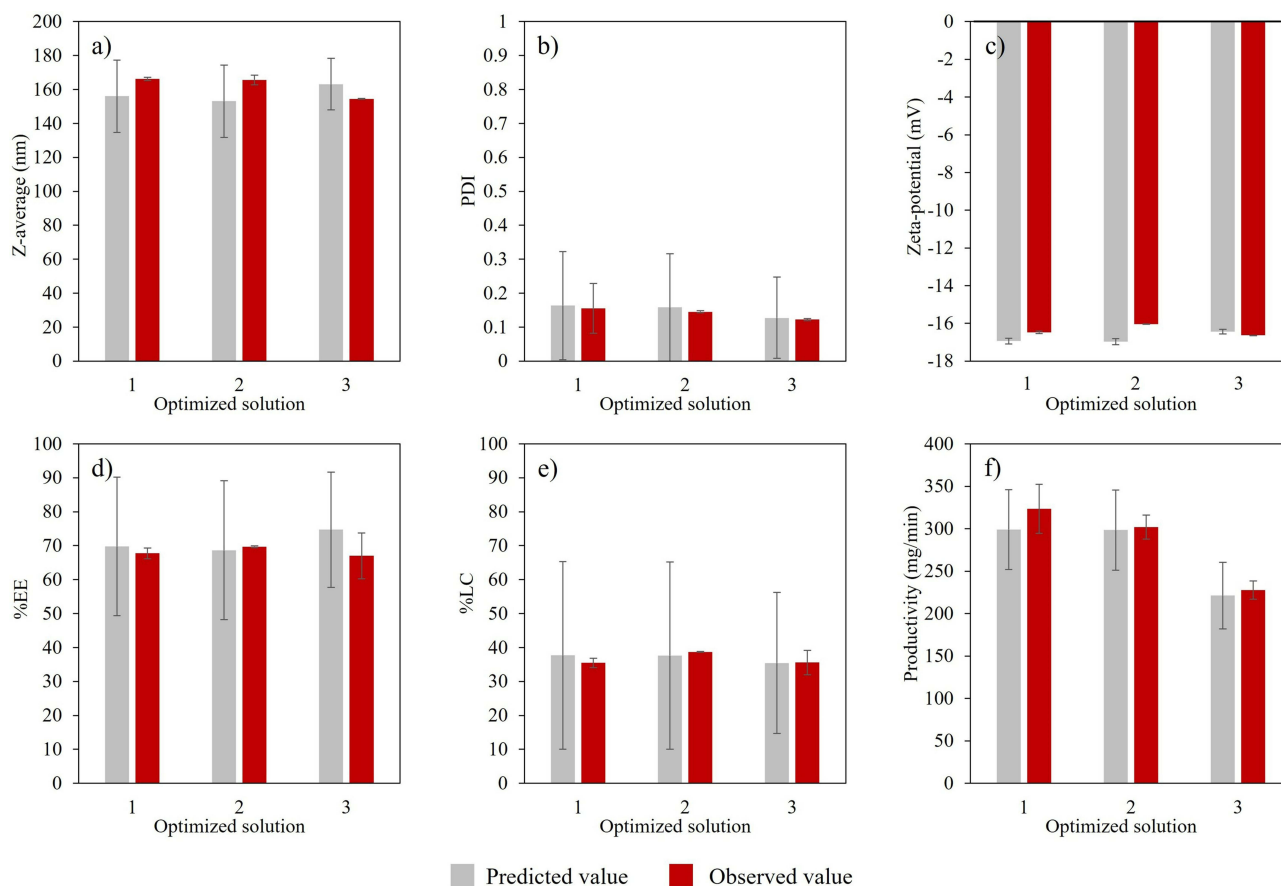 a)
200
180
160
140
120
100
80
60
40
20
0
Z-average (nm)
1 2 3
Optimized solution
b)
1
0.9
0.8
0.7
0.6
0.5
0.4
0.3
0.2
0.1
0
PDI
1 2 3
Optimized solution
c)
0
-2
-4
-6
-8
-10
-12
-14
-16
-18
Zeta-potential (mV)
1 2 3
Optimized solution
d)
100
90
80
70
60
50
40
30
20
10
0
%EE
1 2 3
Optimized solution
e)
100
90
80
70
60
50
40
30
20
10
0
%LC
1 2 3
Optimized solution
f)
400
350
300
250
200
150
100
50
0
Productivity (mg/min)
1 2 3
Optimized solution
Predicted value Observed value